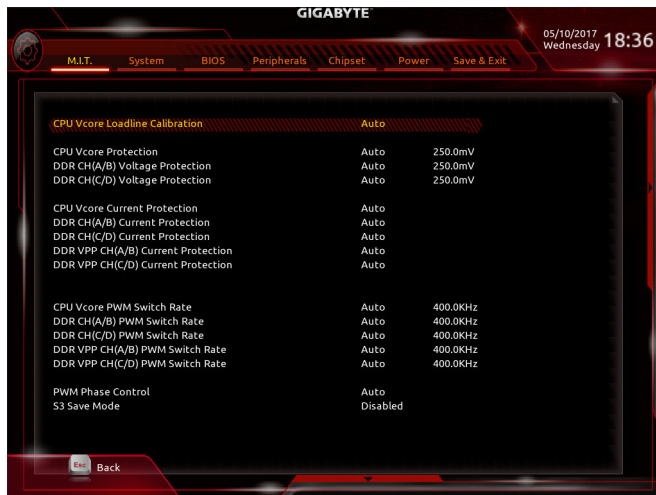 GIGABYTE™
05/10/2017 Wednesday 18:36
M.I.T. System BIOS Peripherals Chipset Power Save & Exit
CPU Vcore Loadline Calibration Auto
CPU Vcore Protection Auto 250.0mV
DDR CH(A/B) Voltage Protection Auto 250.0mV
DDR CH(C/D) Voltage Protection Auto 250.0mV
CPU Vcore Current Protection Auto
DDR CH(A/B) Current Protection Auto
DDR CH(C/D) Current Protection Auto
DDR VPP CH(A/B) Current Protection Auto
DDR VPP CH(C/D) Current Protection Auto
CPU Vcore PWM Switch Rate Auto 400.0KHz
DDR CH(A/B) PWM Switch Rate Auto 400.0KHz
DDR CH(C/D) PWM Switch Rate Auto 400.0KHz
DDR VPP CH(A/B) PWM Switch Rate Auto 400.0KHz
DDR VPP CH(C/D) PWM Switch Rate Auto 400.0KHz
PWM Phase Control Auto
S3 Save Mode Disabled
Esc Back